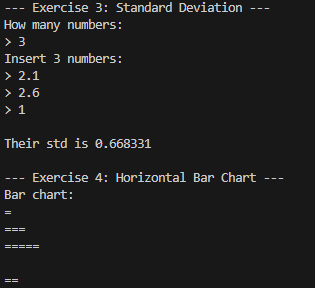 --- Exercise 3: Standard Deviation ---
How many numbers:
> 3
Insert 3 numbers:
> 2.1
> 2.6
> 1

Their std is 0.668331

--- Exercise 4: Horizontal Bar Chart ---
Bar chart:
=
===
=====

==